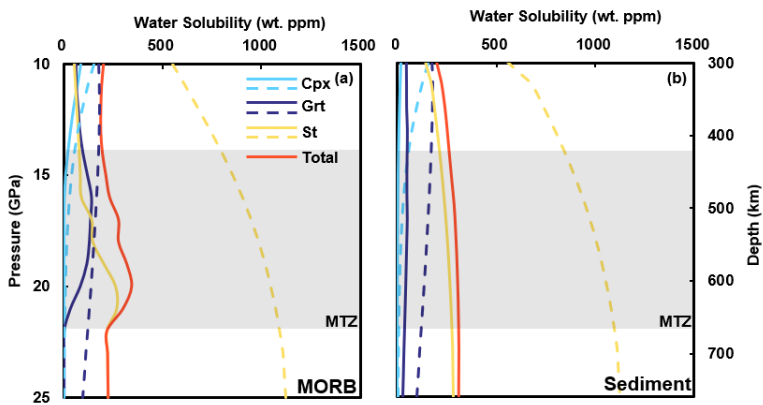 Water Solubility (wt. ppm)
Water Solubility (wt. ppm)
0 500 1000 1500
0 500 1000 1500
10
15
20
25
Pressure (GPa)
(a)
Cpx
Grt
St
Total
MTZ
MORB
(b)
MTZ
Sediment
300
400
500
600
700
Depth (km)